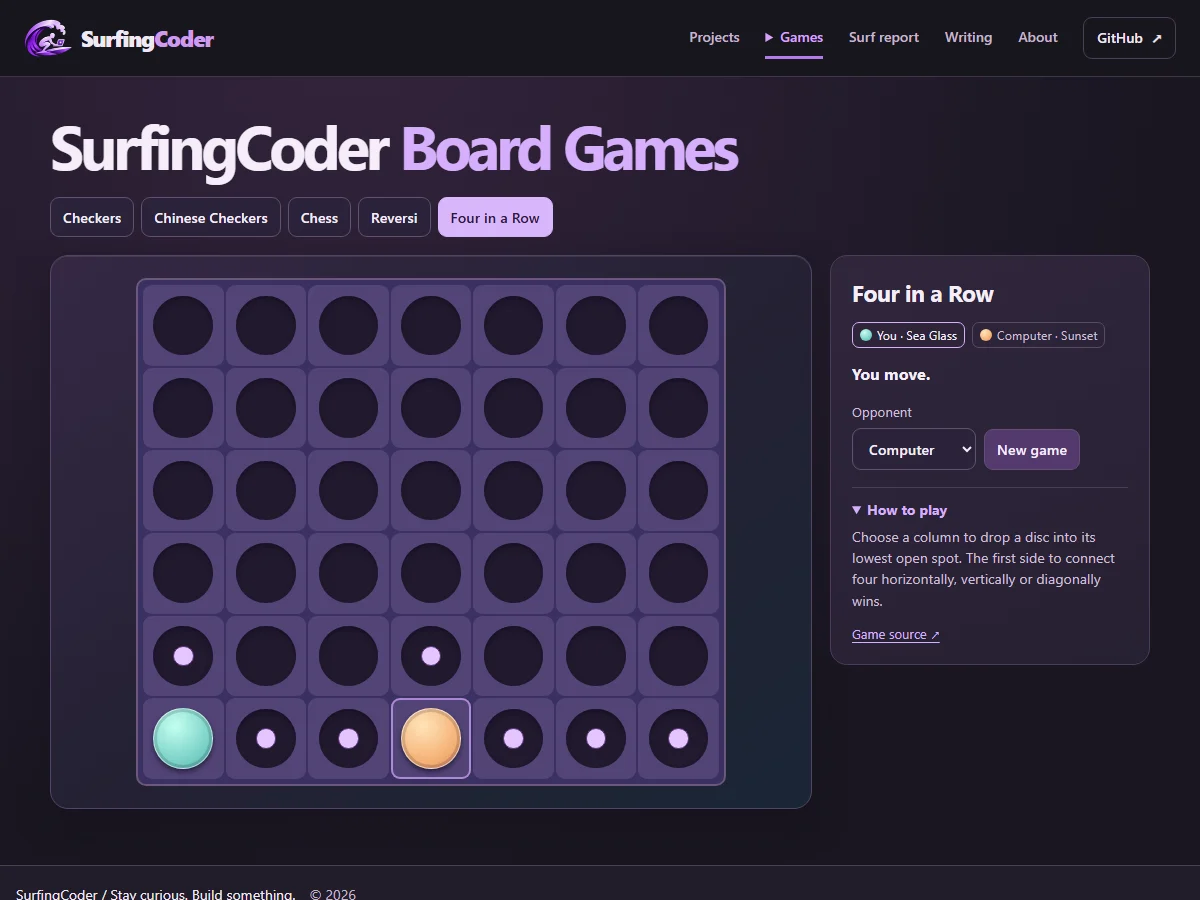 SurfingCoder
Projects
▶ Games
Surf report
Writing
About
GitHub ↗
SurfingCoder Board Games
Checkers
Chinese Checkers
Chess
Reversi
Four in a Row
Four in a Row
You · Sea Glass
Computer · Sunset
You move.
Opponent
Computer
New game
▼ How to play
Choose a column to drop a disc into its
lowest open spot. The first side to connect
four horizontally, vertically or diagonally
wins.
Game source ↗
SurfingCoder / Stay curious. Build something. © 2026